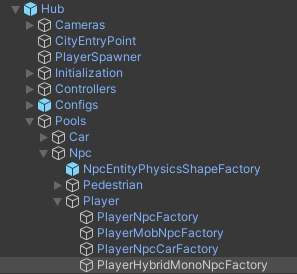 Hub
Cameras
CityEntryPoint
PlayerSpawner
Initialization
Controllers
Configs
Pools
Car
Npc
NpcEntityPhysicsShapeFactory
Pedestrian
Player
PlayerNpcFactory
PlayerMobNpcFactory
PlayerNpcCarFactory
PlayerHybridMonoNpcFactory